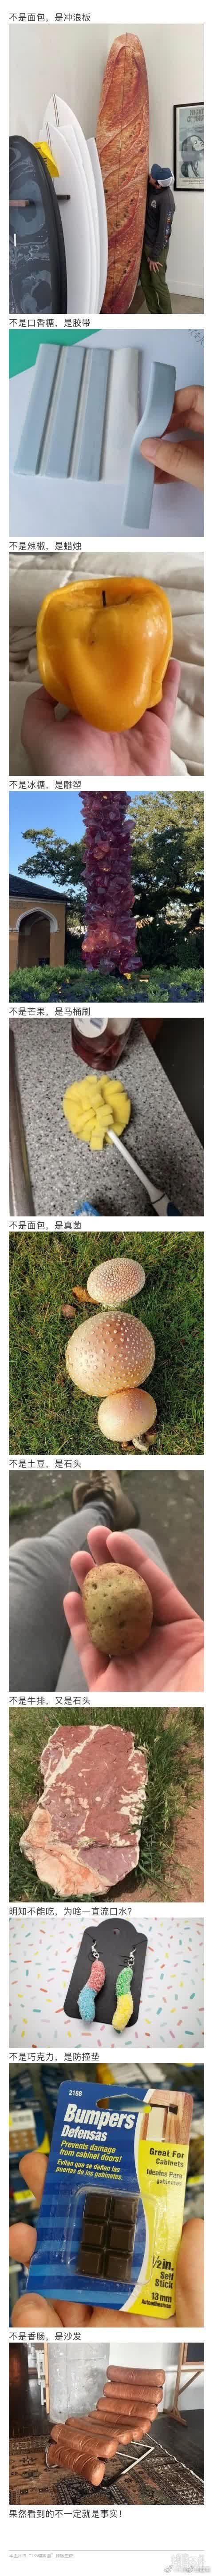 不是面包，是冲浪板
不是口香糖，是胶带
不是辣椒，是蜡烛
不是冰糖，是雕塑
不是芒果，是马桶刷
不是面包，是真菌
不是土豆，是石头
不是牛排，又是石头
明知不能吃，为啥一直流口水？
不是巧克力，是防撞垫
2186
Bumpers
Defensas
Prevents damage
from cabinet doors!
Evitan que se dañen las
puertas de los gabinetes.
Great For
Cabinets
Ideales Para
gabinetes
1/2in.
Self
Stick
13mm
Autoadhesivas
不是香肠，是沙发
果然看到的不一定就是事实！